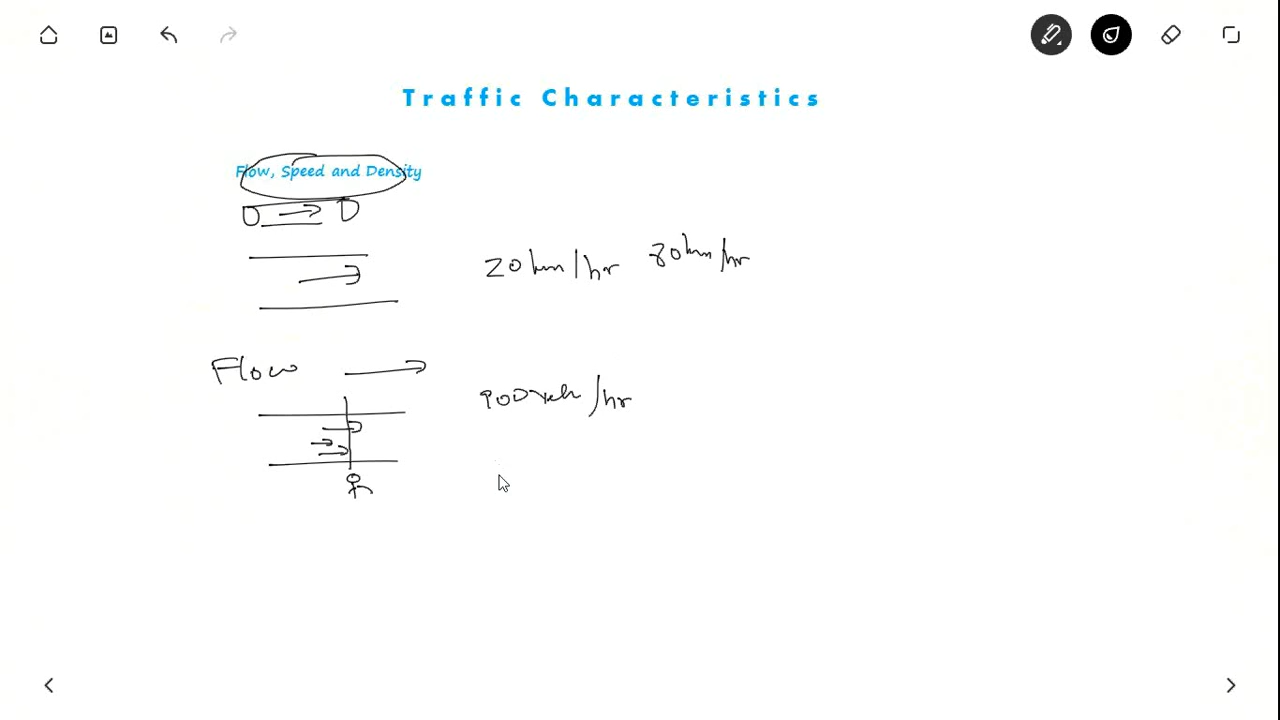 Traffic Characteristics
Flow, Speed and Density
O → D
20 km/hr 80 km/hr
Flow →
900 veh/hr